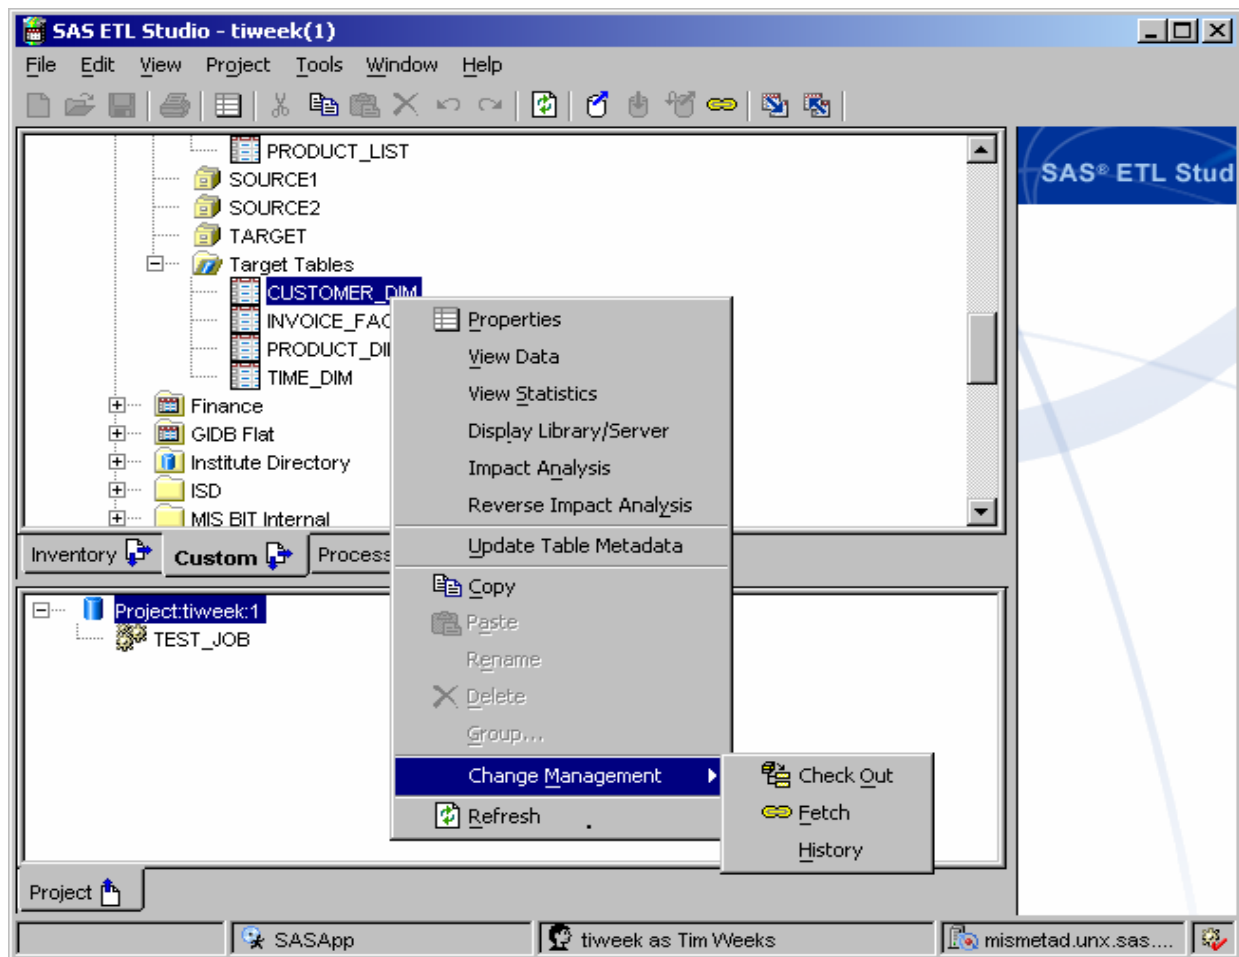 SAS ETL Studio - tiweek(1)
File Edit View Project Tools Window Help
PRODUCT_LIST
SOURCE1
SOURCE2
TARGET
Target Tables
CUSTOMER_DIM
INVOICE_FAC
PRODUCT_DI
TIME_DIM
Finance
GIDB Flat
Institute Directory
ISD
MIS BIT Internal
Inventory Custom Process
SAS® ETL Stud
Properties
View Data
View Statistics
Display Library/Server
Impact Analysis
Reverse Impact Analysis
Update Table Metadata
Copy
Paste
Rename
Delete
Group...
Change Management
Refresh .
Check Out
Fetch
History
Project:tiweek:1
TEST_JOB
Project
SASApp
tiweek as Tim Weeks
mismetad.unx.sas....